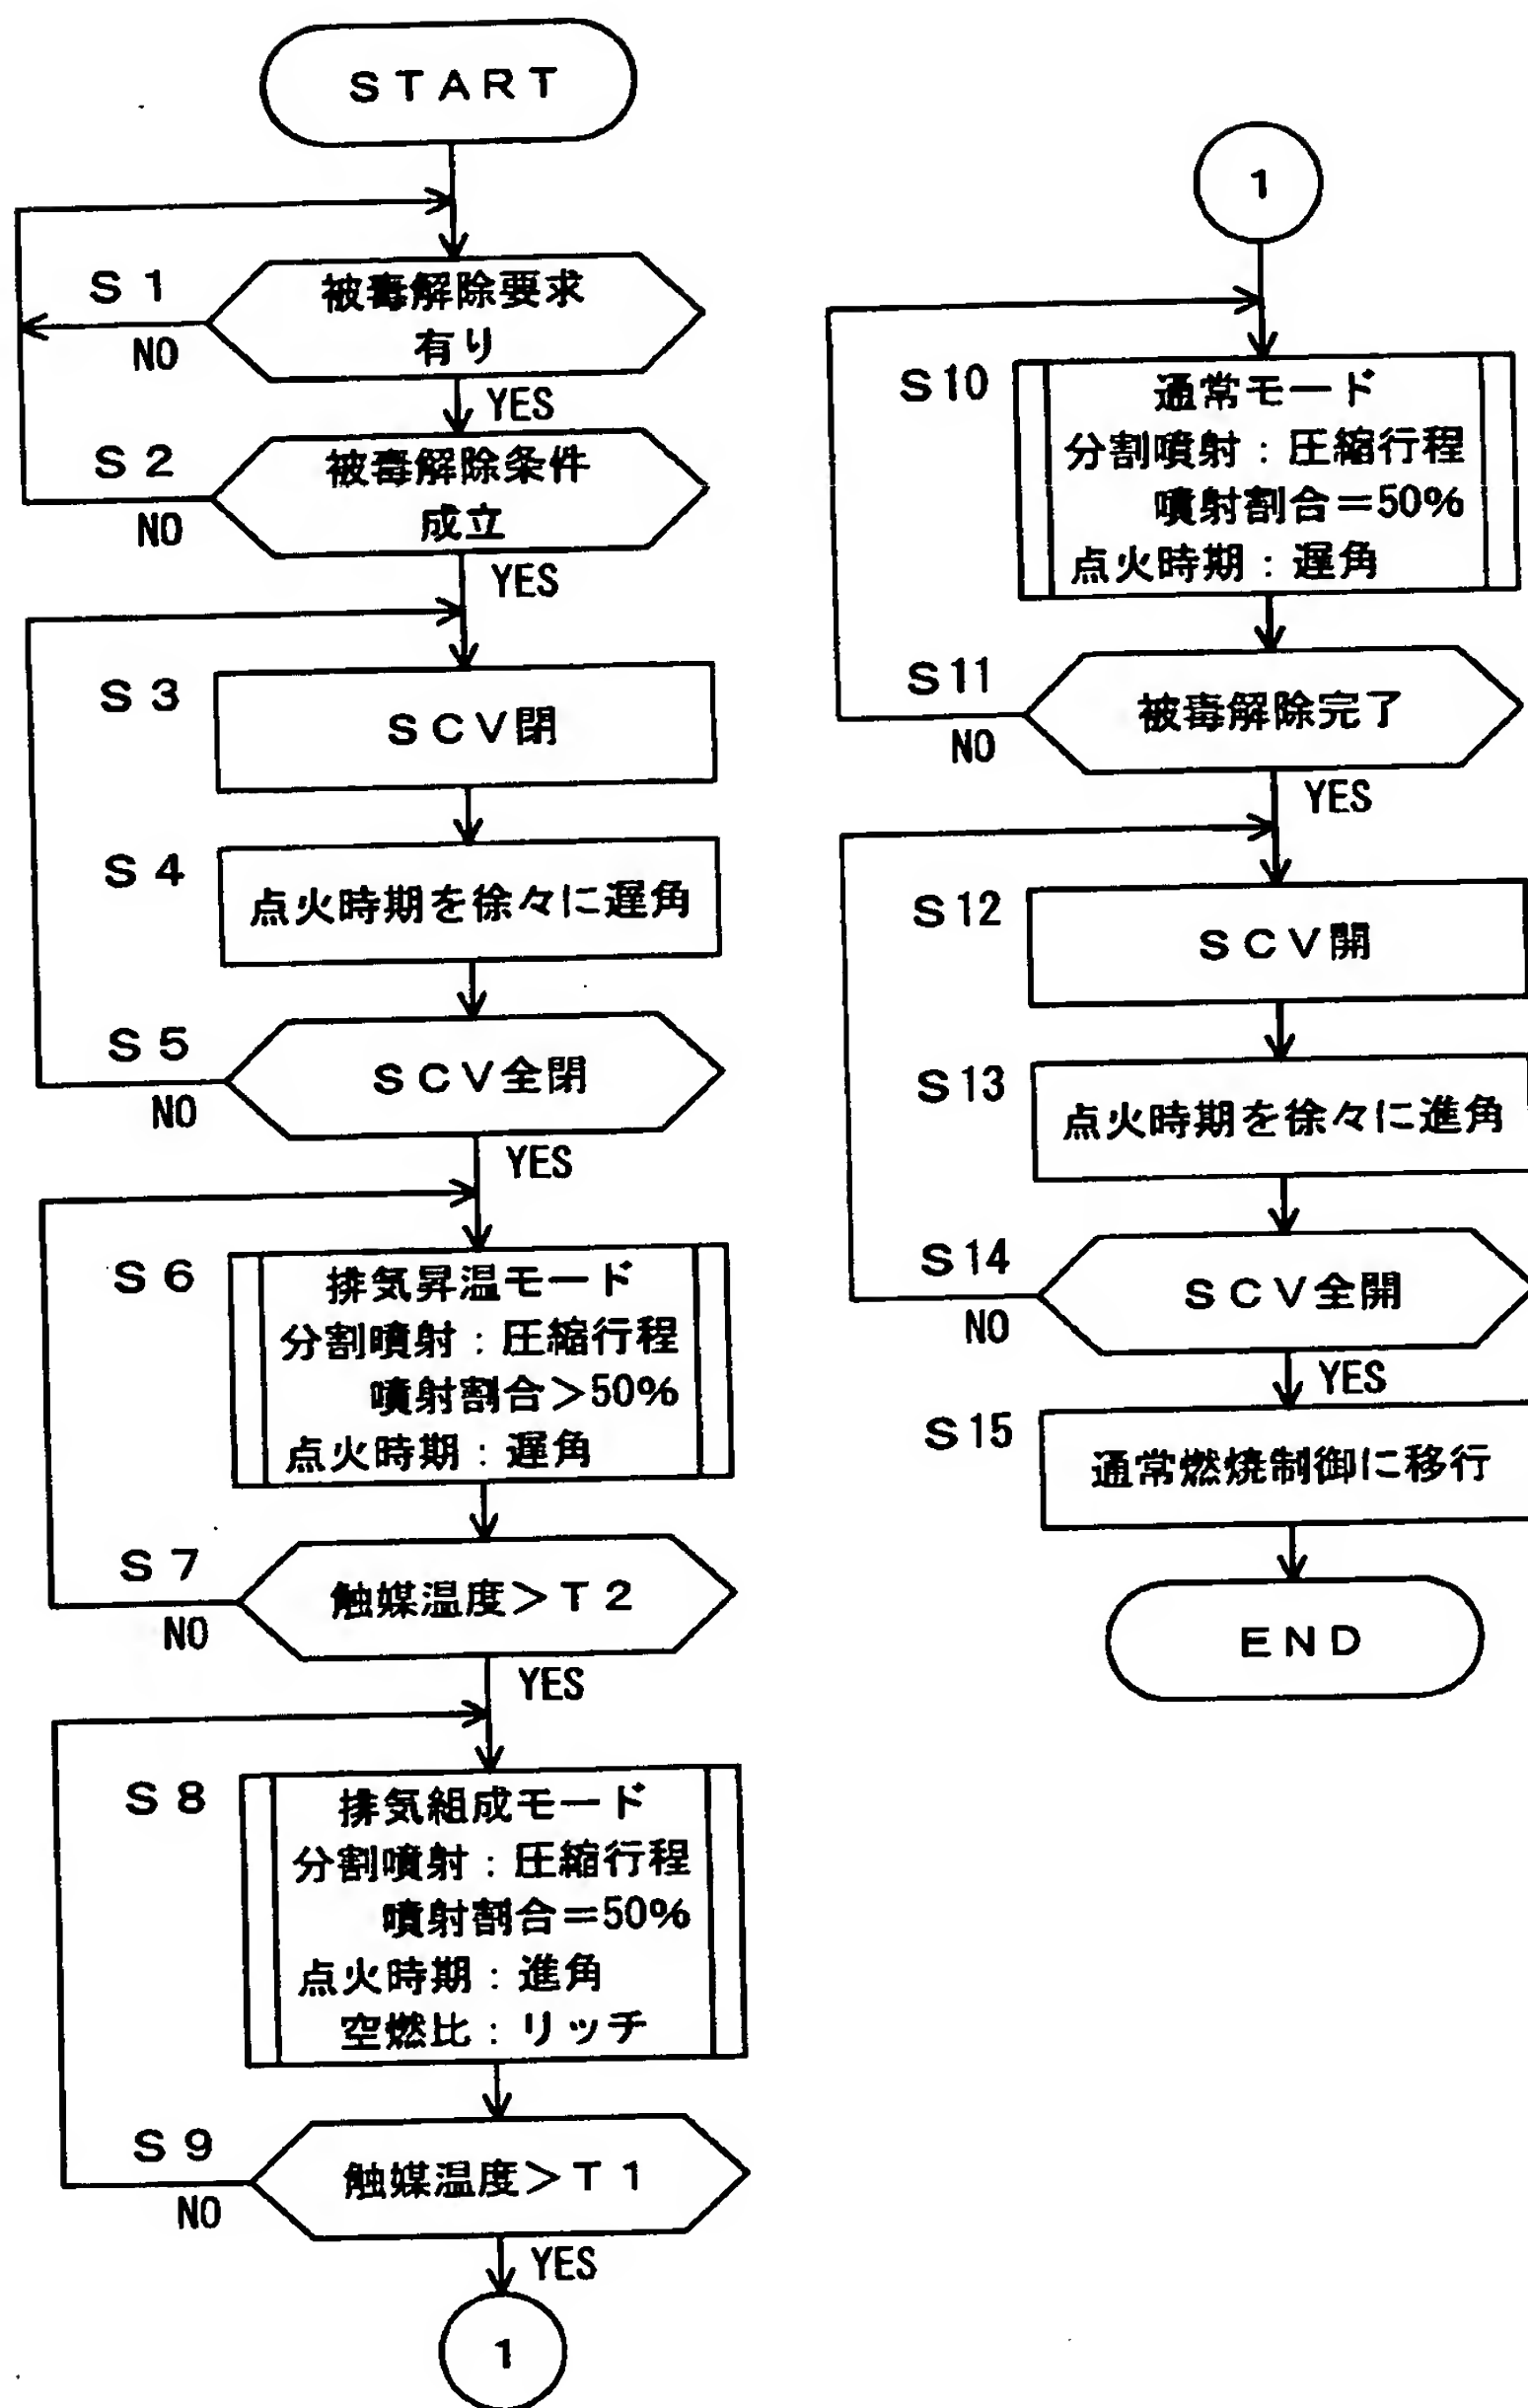 START
S1
被毒解除要求
有り
NO
YES
S2
被毒解除条件
成立
NO
YES
S3
SCV閉
S4
点火時期を徐々に遅角
S5
SCV全閉
NO
YES
S6
排気昇温モード
分割噴射:圧縮行程
噴射割合>50%
点火時期:遅角
S7
触媒温度>T2
NO
YES
S8
排気組成モード
分割噴射:圧縮行程
噴射割合=50%
点火時期:進角
空燃比:リッチ
S9
触媒温度>T1
NO
YES
1
1
S10
通常モード
分割噴射:圧縮行程
噴射割合=50%
点火時期:遅角
S11
被毒解除完了
NO
YES
S12
SCV開
S13
点火時期を徐々に進角
S14
SCV全開
NO
YES
S15
通常燃焼制御に移行
END